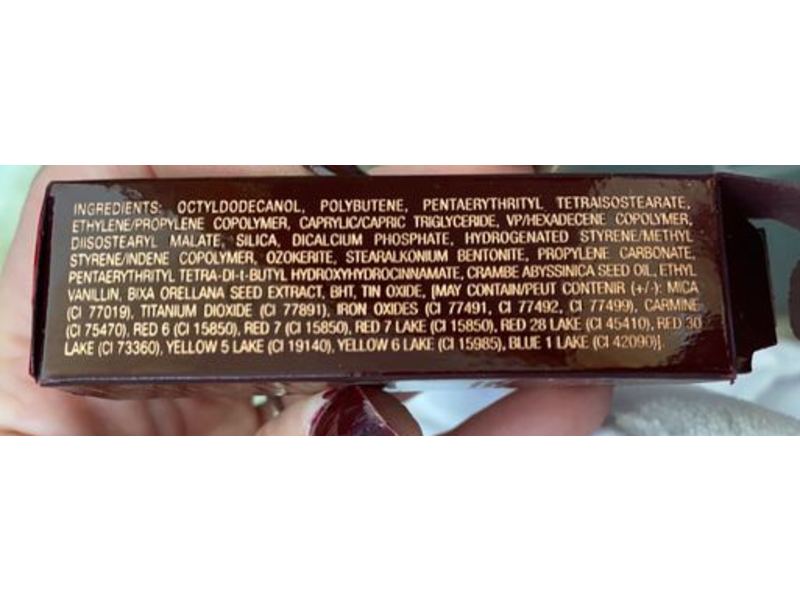 INGREDIENTS: OCTYLDODECANOL, POLYBUTENE, PENTAERYTHRITYL TETRAISOSTEARATE,
ETHYLENE/PROPYLENE COPOLYMER, CAPRYLIC/CAPRIC TRIGLYCERIDE, VP/HEXADECENE COPOLYMER,
DIISOSTEARYL MALATE, SILICA, DICALCIUM PHOSPHATE, HYDROGENATED STYRENE/METHYL
STYRENE/INDENE COPOLYMER, OZOKERITE, STEARALKONIUM BENTONITE, PROPYLENE CARBONATE,
PENTAERYTHRITYL TETRA-DI-t-BUTYL HYDROXYHYDROCINNAMATE, CRAMBE ABYSSINICA SEED OIL, ETHYL
VANILLIN, BIXA ORELLANA SEED EXTRACT, BHT, TIN OXIDE, [MAY CONTAIN/PEUT CONTENIR (+/-): MICA
(CI 77019), TITANIUM DIOXIDE (CI 77891), IRON OXIDES (CI 77491, CI 77492, CI 77499), CARMINE
(CI 75470), RED 6 (CI 15850), RED 7 (CI 15850), RED 7 LAKE (CI 15850), RED 28 LAKE (CI 45410), RED 30
LAKE (CI 73360), YELLOW 5 LAKE (CI 19140), YELLOW 6 LAKE (CI 15985), BLUE 1 LAKE (CI 42090)].